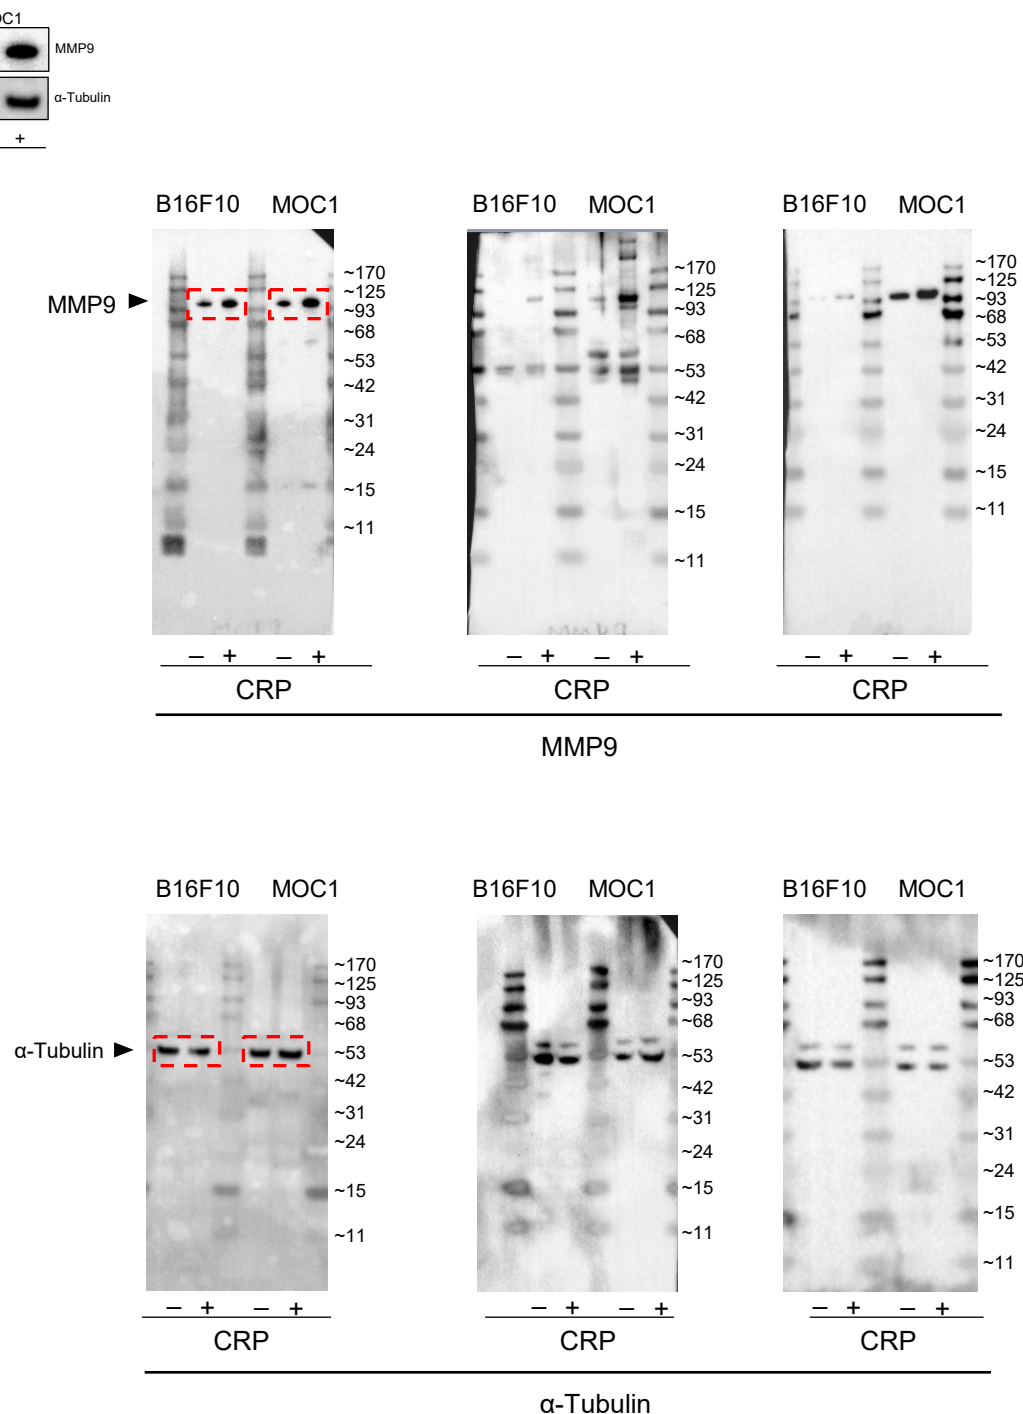 OC1
MMP9
α-Tubulin
+
B16F10 MOC1
B16F10 MOC1
B16F10 MOC1
MMP9
~170
~125
~93
~68
~53
~42
~31
~24
~15
~11
~170
~125
~93
~68
~53
~42
~31
~24
~15
~11
~170
~125
~93
~68
~53
~42
~31
~24
~15
~11
– + – +
– + – +
– + – +
CRP
CRP
CRP
MMP9
B16F10 MOC1
B16F10 MOC1
B16F10 MOC1
α-Tubulin
~170
~125
~93
~68
~53
~42
~31
~24
~15
~11
~170
~125
~93
~68
~53
~42
~31
~24
~15
~11
~170
~125
~93
~68
~53
~42
~31
~24
~15
~11
– + – +
– + – +
– + – +
CRP
CRP
CRP
α-Tubulin